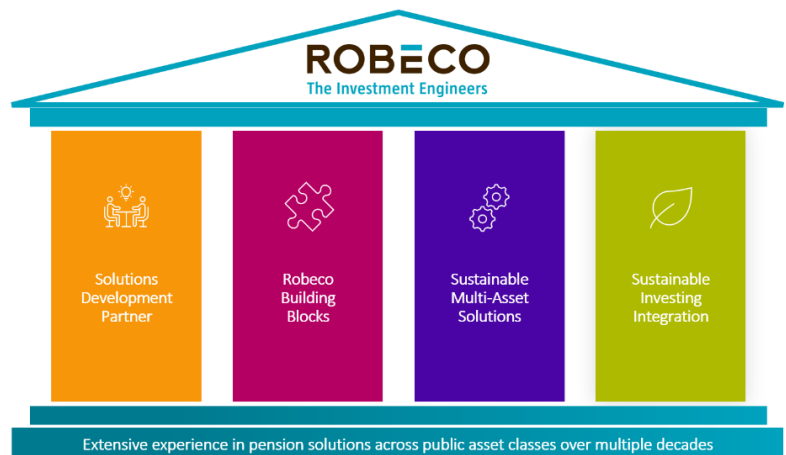 ROBECO
The Investment Engineers
Solutions
Development
Partner
Robeco
Building
Blocks
Sustainable
Multi-Asset
Solutions
Sustainable
Investing
Integration
Extensive experience in pension solutions across public asset classes over multiple decades